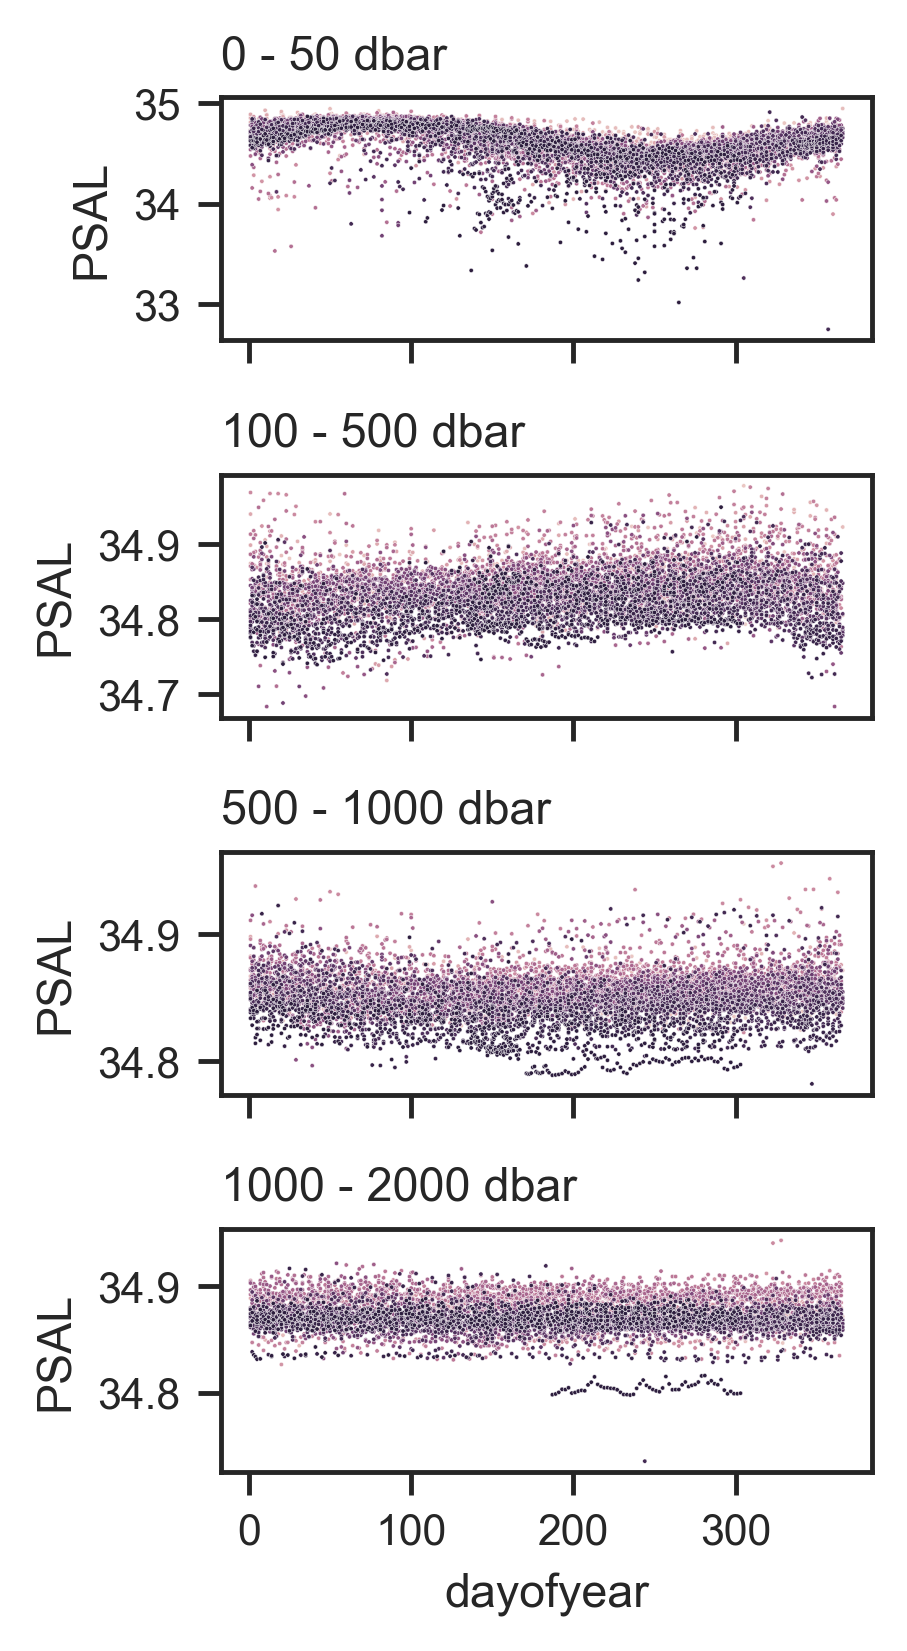 0 - 50 dbar
35
34
33
PSAL
100 - 500 dbar
34.9
34.8
34.7
PSAL
500 - 1000 dbar
34.9
34.8
PSAL
1000 - 2000 dbar
34.9
34.8
PSAL
0 100 200 300
dayofyear